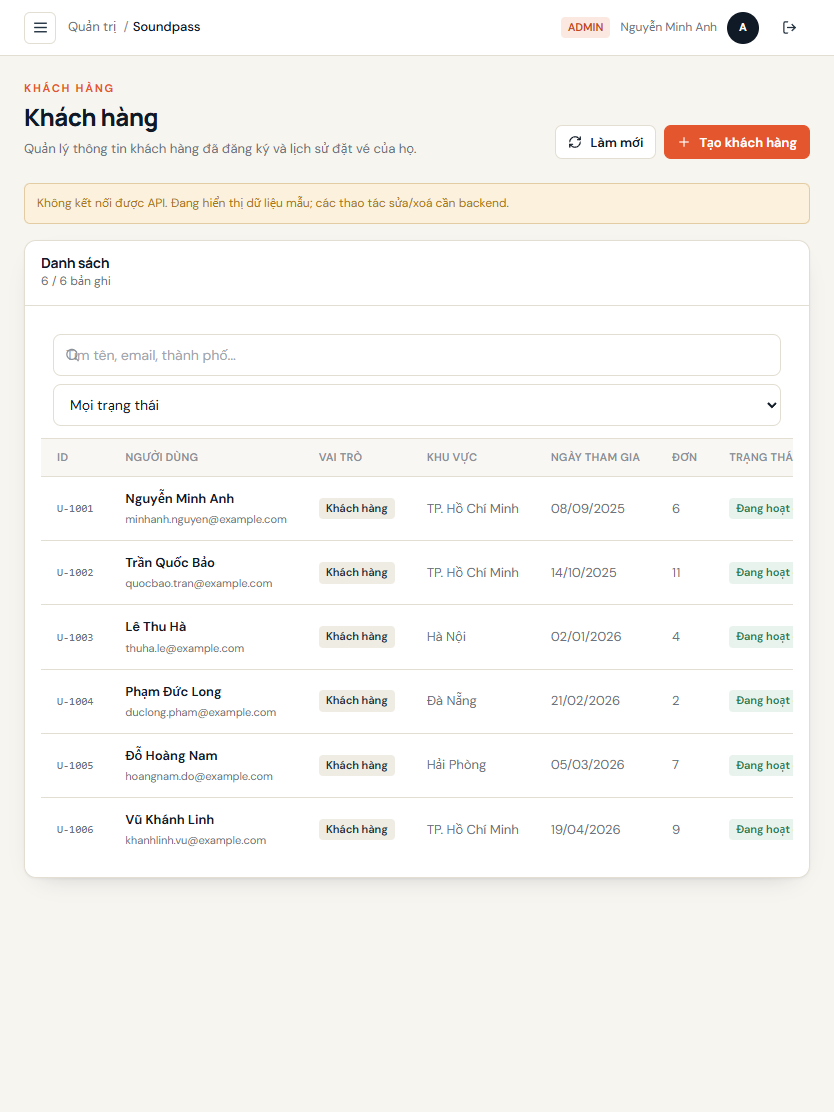 Quản trị / Soundpass
ADMIN Nguyễn Minh Anh A
KHÁCH HÀNG
Khách hàng
Quản lý thông tin khách hàng đã đăng ký và lịch sử đặt vé của họ.
Làm mới
Tạo khách hàng
Không kết nối được API. Đang hiển thị dữ liệu mẫu; các thao tác sửa/xoá cần backend.
Danh sách
6 / 6 bản ghi
Tìm tên, email, thành phố...
Mọi trạng thái
ID NGƯỜI DÙNG VAI TRÒ KHU VỰC NGÀY THAM GIA ĐƠN TRẠNG THÁ
U-1001 Nguyễn Minh Anh Khách hàng TP. Hồ Chí Minh 08/09/2025 6 Đang hoạt
minhanh.nguyen@example.com
U-1002 Trần Quốc Bảo Khách hàng TP. Hồ Chí Minh 14/10/2025 11 Đang hoạt
quocbao.tran@example.com
U-1003 Lê Thu Hà Khách hàng Hà Nội 02/01/2026 4 Đang hoạt
thuha.le@example.com
U-1004 Phạm Đức Long Khách hàng Đà Nẵng 21/02/2026 2 Đang hoạt
duclong.pham@example.com
U-1005 Đỗ Hoàng Nam Khách hàng Hải Phòng 05/03/2026 7 Đang hoạt
hoangnam.do@example.com
U-1006 Vũ Khánh Linh Khách hàng TP. Hồ Chí Minh 19/04/2026 9 Đang hoạt
khanhlinh.vu@example.com